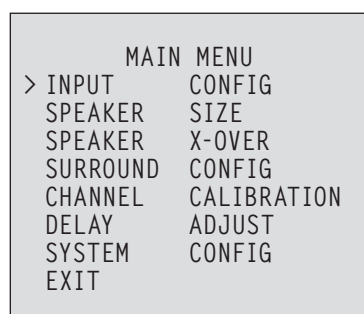 MAIN MENU
> INPUT CONFIG
SPEAKER SIZE
SPEAKER X-OVER
SURROUND CONFIG
CHANNEL CALIBRATION
DELAY ADJUST
SYSTEM CONFIG
EXIT